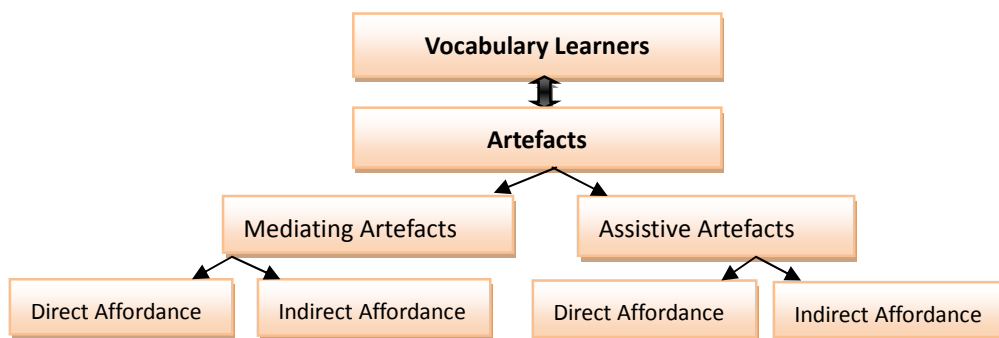 Vocabulary Learners
Artefacts
Mediating Artefacts
Assistive Artefacts
Direct Affordance
Indirect Affordance
Direct Affordance
Indirect Affordance